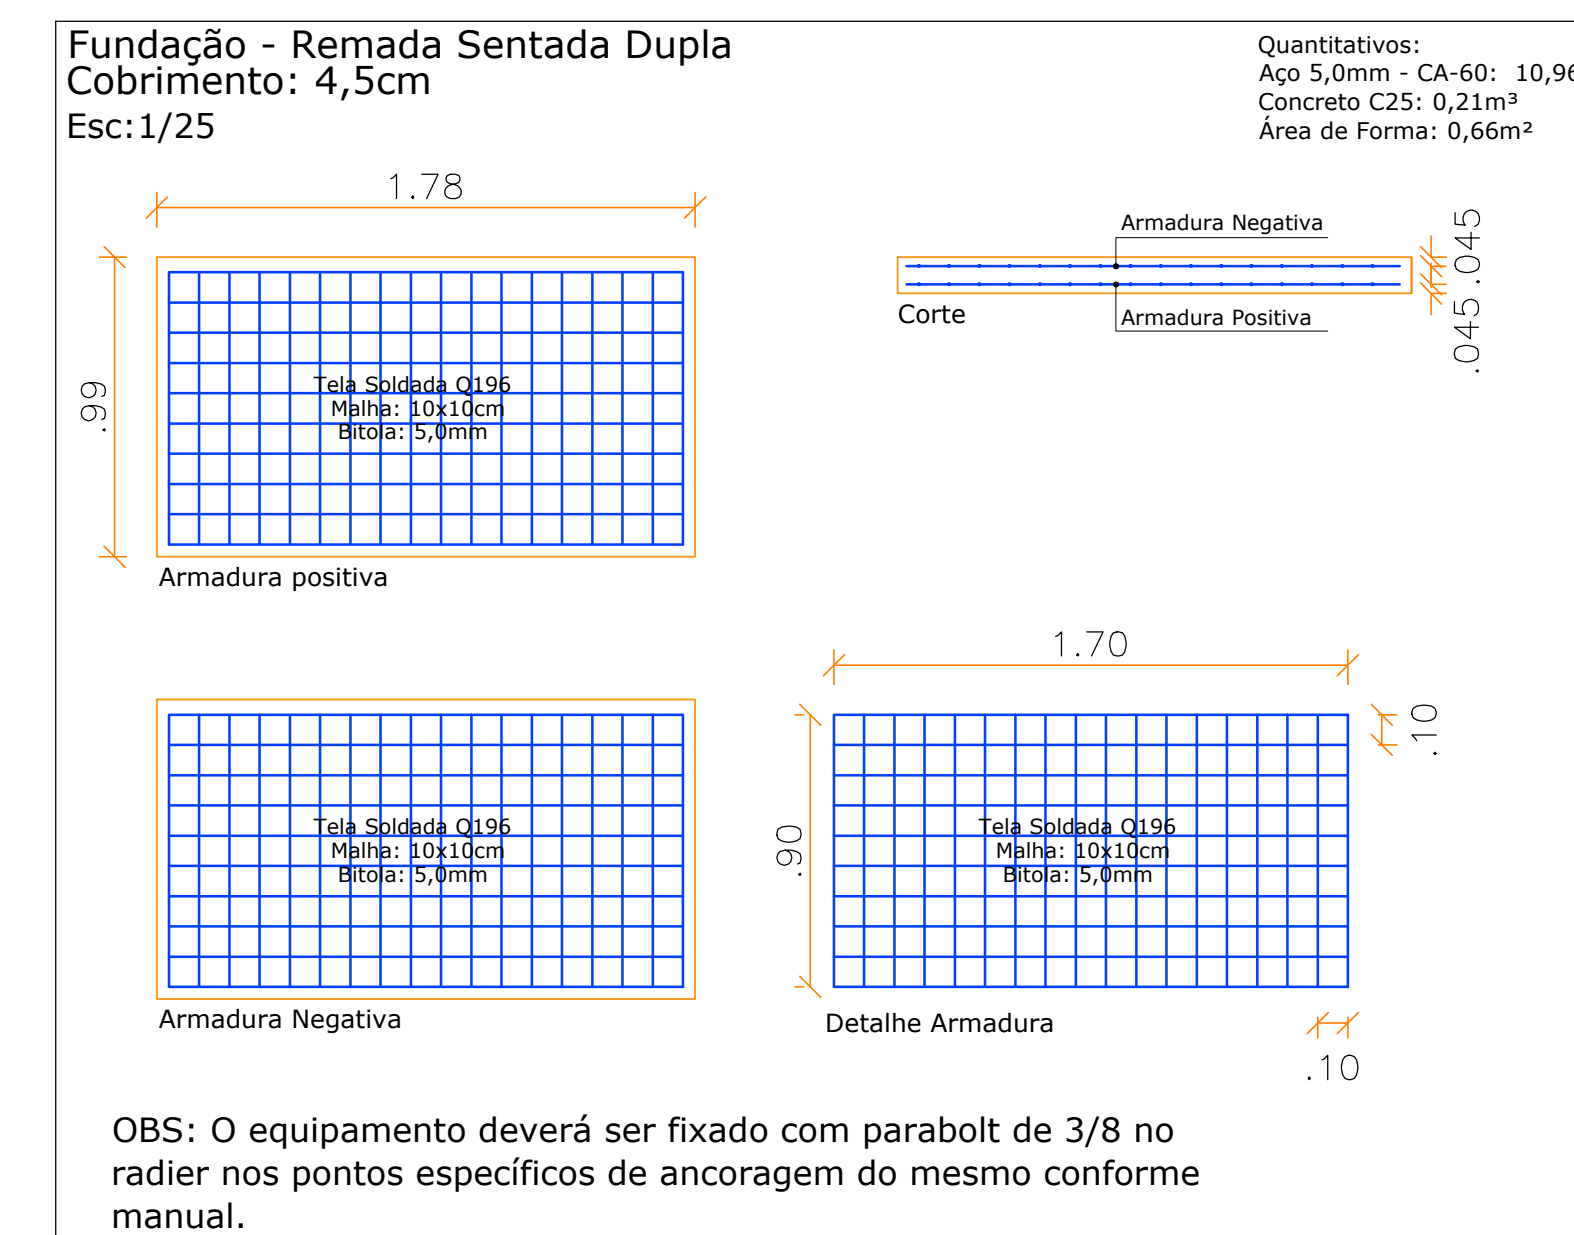 Fundação - Remada Sentada Dupla
Cobrimento: 4,5cm
Esc:1/25
Quantitativos:
Aço 5,0mm - CA-60: 10,96
Concreto C25: 0,21m³
Área de Forma: 0,66m²
1.78
.99
Tela Soldada Q196
Malha: 10x10cm
Bitola: 5,0mm
Armadura positiva
Armadura Negativa
Corte
Armadura Positiva
.045
.045
Tela Soldada Q196
Malha: 10x10cm
Bitola: 5,0mm
Armadura Negativa
1.70
.90
.10
Tela Soldada Q196
Malha: 10x10cm
Bitola: 5,0mm
Detalhe Armadura
.10
OBS: O equipamento deverá ser fixado com parabolt de 3/8 no
radier nos pontos específicos de ancoragem do mesmo conforme
manual.